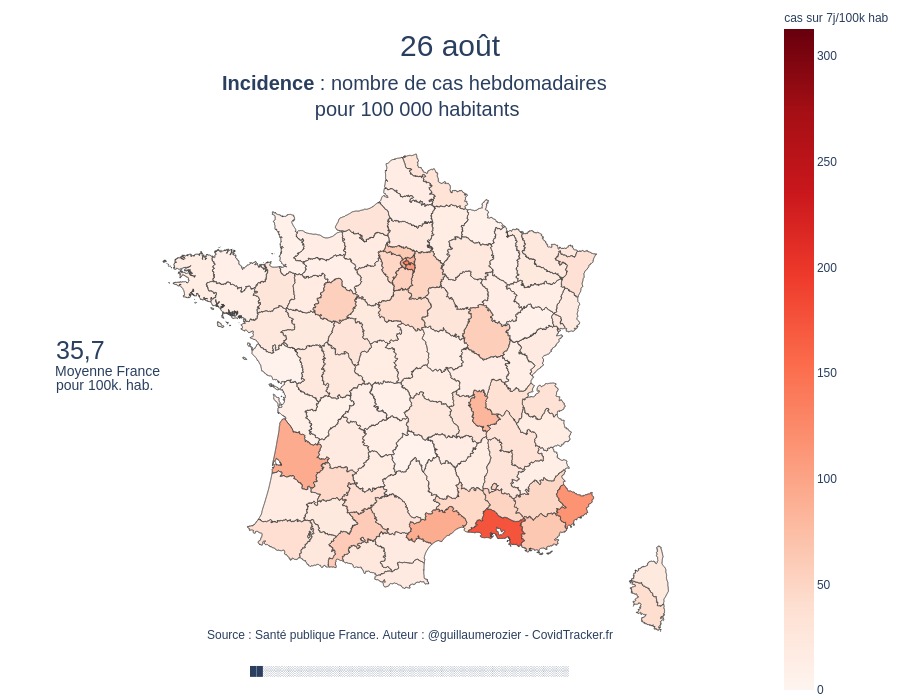 cas sur 7j/100k hab
26 août
Incidence : nombre de cas hebdomadaires
pour 100 000 habitants
300
250
200
150
100
50
0
35,7
Moyenne France
pour 100k. hab.
Source : Santé publique France. Auteur : @guillaumerozier - CovidTracker.fr